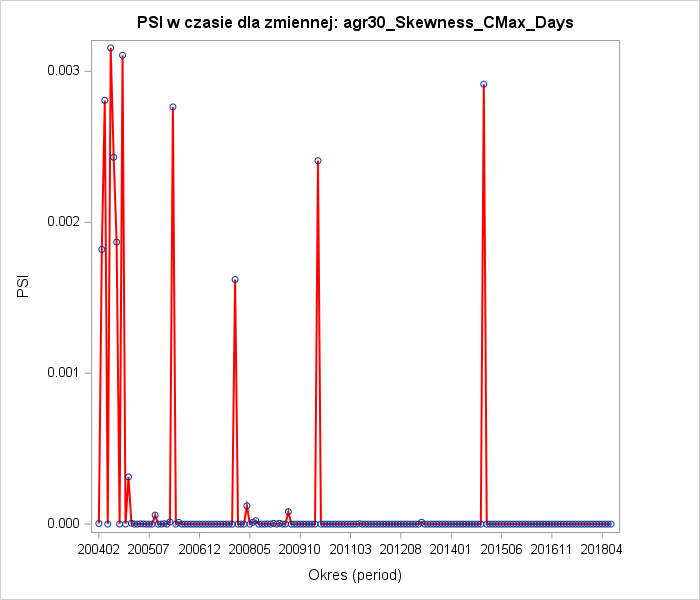 PSI w czasie dla zmiennej: agr30_Skewness_CMax_Days
0.003
0.002
PSI
0.001
0.000
200402 200507 200612 200805 200910 201103 201208 201401 201506 201611 201804
Okres (period)